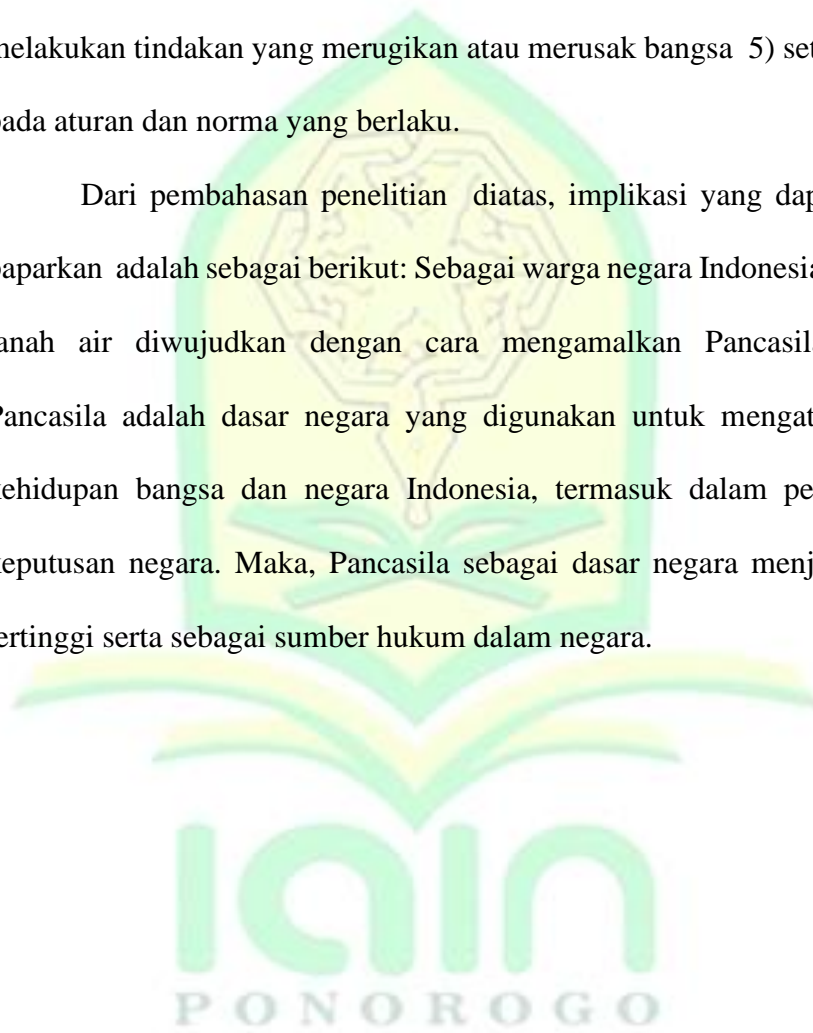 melakukan tindakan yang merugikan atau merusak bangsa 5) set
pada aturan dan norma yang berlaku.
Dari pembahasan penelitian diatas, implikasi yang dap
paparkan adalah sebagai berikut: Sebagai warga negara Indonesia
tanah air diwujudkan dengan cara mengamalkan Pancasila
Pancasila adalah dasar negara yang digunakan untuk mengat
kehidupan bangsa dan negara Indonesia, termasuk dalam pe
keputusan negara. Maka, Pancasila sebagai dasar negara menj
tertinggi serta sebagai sumber hukum dalam negara.
iain
PONOROGO